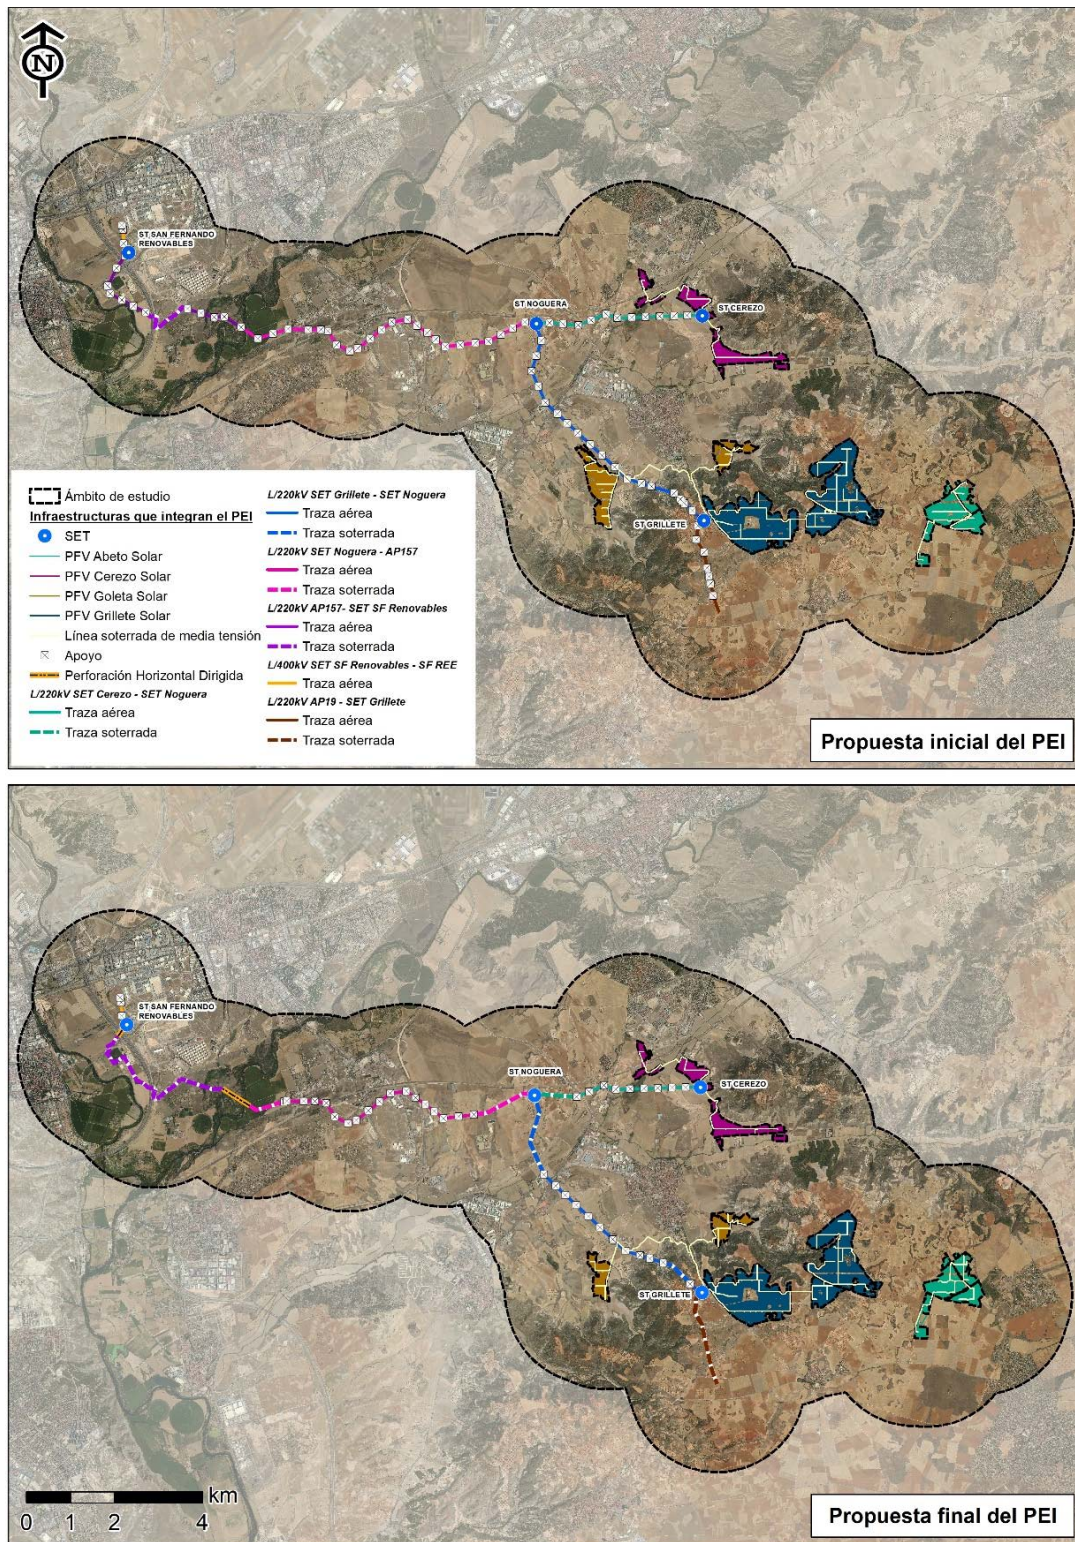 N
ST SAN FERNANDO
RENOVABLES
ST NOGUERA
ST CEREZO
ST GRILLETE
Ámbito de estudio
Infraestructuras que integran el PEI
SET
PFV Abeto Solar
PFV Cerezo Solar
PFV Goleta Solar
PFV Grillete Solar
Línea soterrada de media tensión
Apoyo
Perforación Horizontal Dirigida
L/220kV SET Cerezo - SET Noguera
Traza aérea
Traza soterrada
L/220kV SET Grillete - SET Noguera
Traza aérea
Traza soterrada
L/220kV SET Noguera - AP157
Traza aérea
Traza soterrada
L/220kV AP157- SET SF Renovables
Traza aérea
Traza soterrada
L/400kV SET SF Renovables - SF REE
Traza aérea
L/220kV AP19 - SET Grillete
Traza aérea
Traza soterrada
Propuesta inicial del PEI
ST SAN FERNANDO
RENOVABLES
ST NOGUERA
ST CEREZO
ST GRILLETE
km
0 1 2 4
Propuesta final del PEI